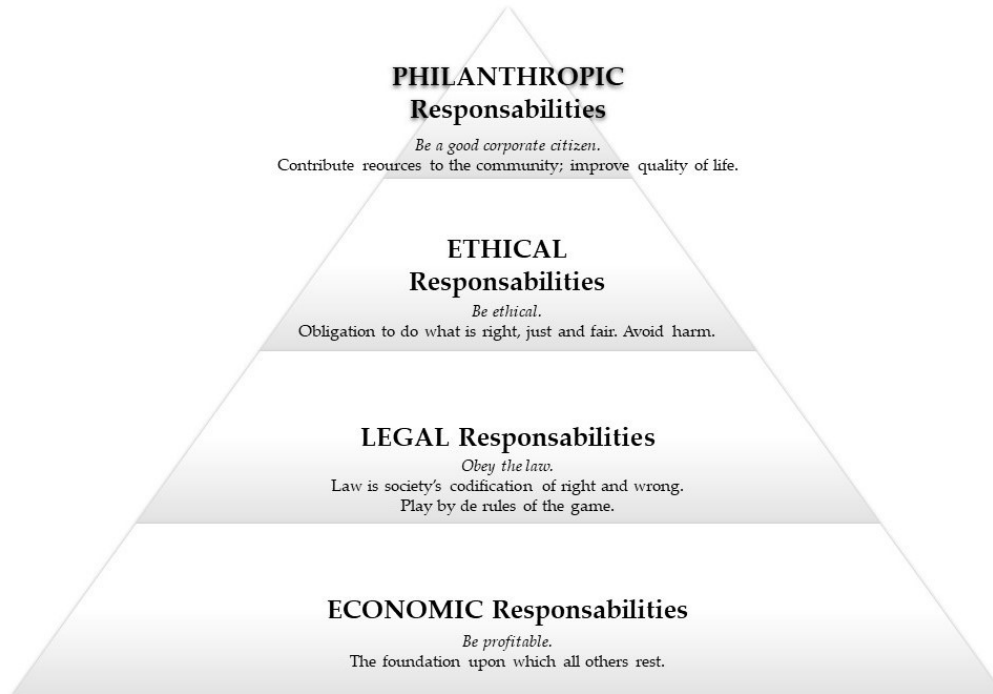 PHILANTHROPIC
Responsabilities
Be a good corporate citizen.
Contribute reources to the community; improve quality of life.
ETHICAL
Responsabilities
Be ethical.
Obligation to do what is right, just and fair. Avoid harm.
LEGAL Responsabilities
Obey the law.
Law is society’s codification of right and wrong.
Play by de rules of the game.
ECONOMIC Responsabilities
Be profitable.
The foundation upon which all others rest.